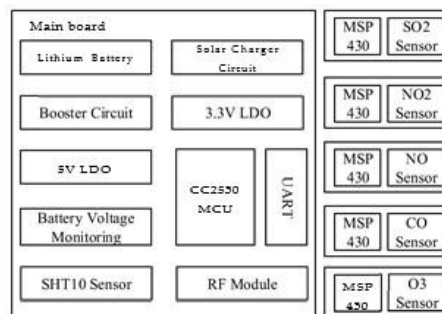 Main board
Lithium Battery
Solar Charger
Circuit
Booster Circuit
3.3V LDO
5V LDO
CC2530
MCU
UART
Battery Voltage
Monitoring
SHT10 Sensor
RF Module
MSP
430
SO2
Sensor
MSP
430
NO2
Sensor
MSP
430
NO
Sensor
MSP
430
CO
Sensor
MSP
430
O3
Sensor